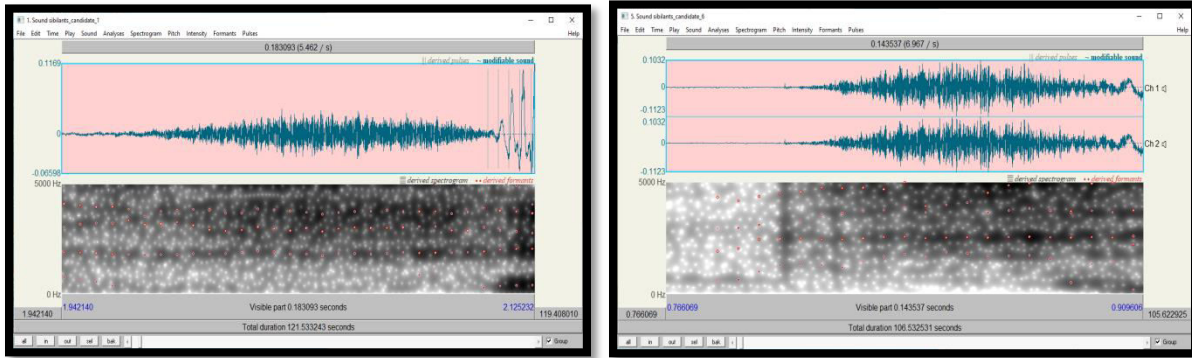 1. Sound sibilants_candidate_1
File Edit Time Play Sound Analyses Spectrogram Pitch Intensity Formants Pulses Help
0.183093 (5.462 / s)
derived pulses ~ modifiable sound
0.1169
0
-0.06598
5000 Hz
derived spectrogram •• derived formants
0 Hz
1.942140 Visible part 0.183093 seconds 2.125232
1.942140 119.408010
Total duration 121.533243 seconds
all in out sel bak Group
5. Sound sibilants_candidate_6
File Edit Time Play Sound Analyses Spectrogram Pitch Intensity Formants Pulses Help
0.143537 (6.967 / s)
derived pulses ~ modifiable sound
0.1032
0 Ch 1
-0.1123
0.1032
0 Ch 2
-0.1123
5000 Hz
derived spectrogram •• derived formants
0 Hz
0.766069 Visible part 0.143537 seconds 0.909606
0.766069 105.622925
Total duration 106.532531 seconds
all in out sel bak Group